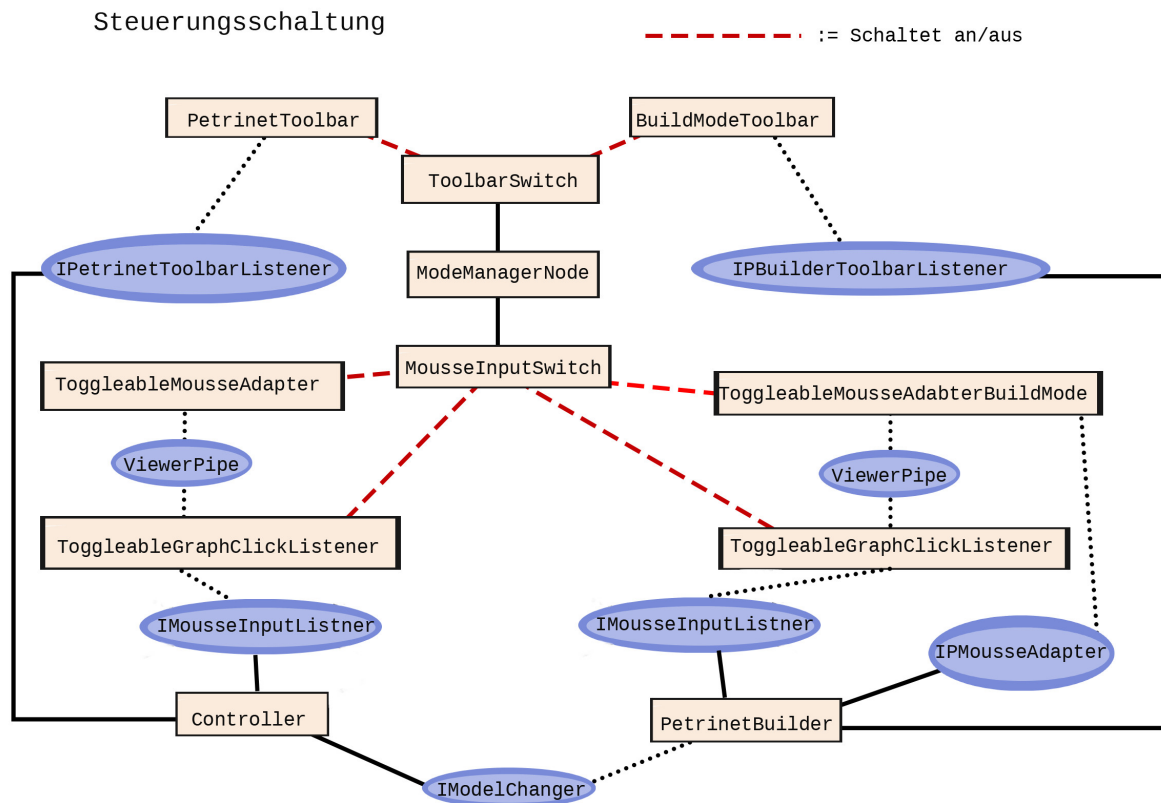 Steuerungsschaltung
:= Schaltet an/aus
PetrinetToolbar
BuildModeToolbar
ToolbarSwitch
IPetrinetToolbarListener
ModeManagerNode
IPBuilderToolbarListener
MousseInputSwitch
ToggleableMousseAdapter
ToggleableMousseAdabterBuildMode
ViewerPipe
ViewerPipe
ToggleableGraphClickListener
ToggleableGraphClickListener
IMousseInputListner
IMousseInputListner
IPMousseAdapter
Controller
PetrinetBuilder
IModelChanger